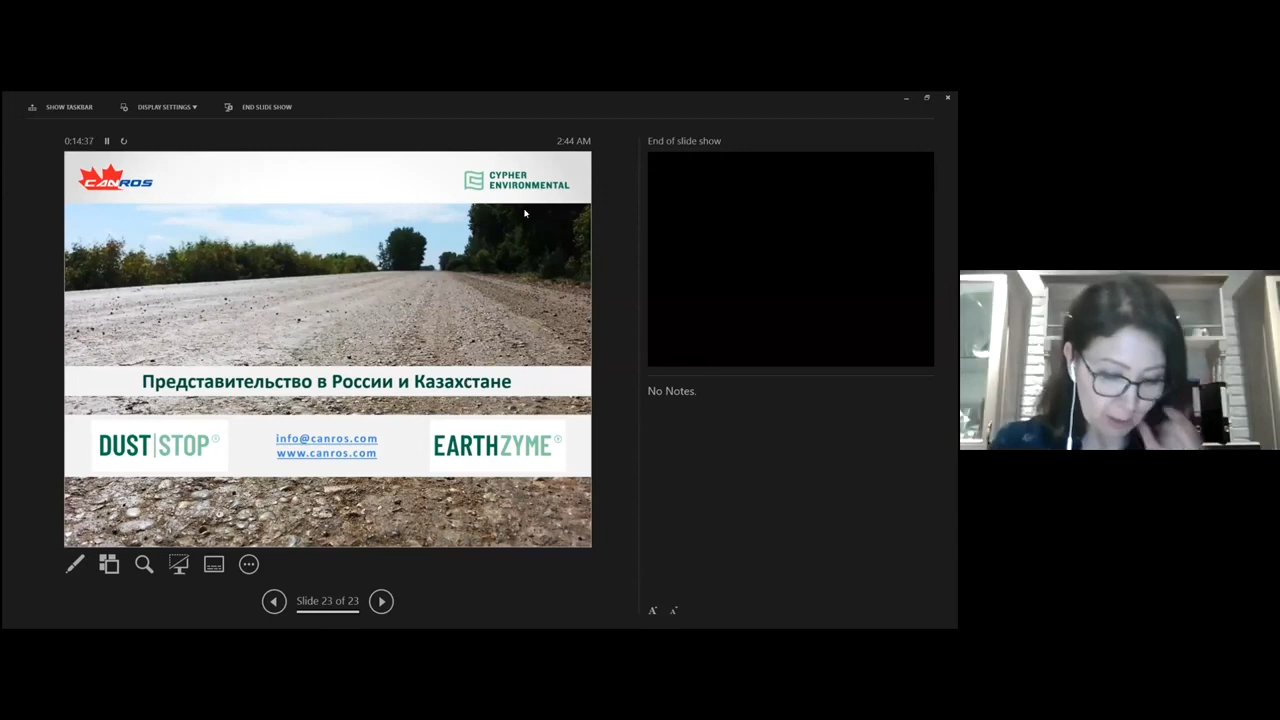 SHOW TASKBAR
DISPLAY SETTINGS ▼
END SLIDE SHOW
0:14:37
2:44 AM
End of slide show
CANROS
CYPHER
ENVIRONMENTAL
Представительство в России и Казахстане
DUST|STOP®
info@canros.com
www.canros.com
EARTHZYME®
No Notes.
Slide 23 of 23
A A